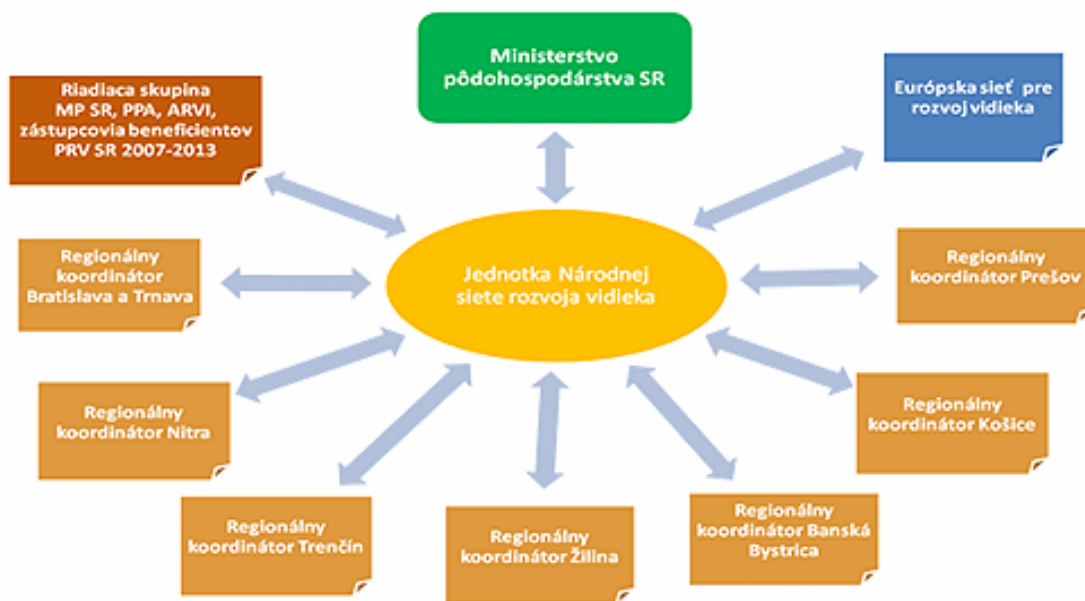 Ministerstvo
pôdohospodárstva SR
Riadiaca skupina
MP SR, PPA, ARVI,
zástupcovia beneficientov
PRV SR 2007-2013
Európska sieť pre
rozvoj vidieka
Regionálny
koordinátor
Bratislava a Trnava
Jednotka Národnej
siete rozvoja vidieka
Regionálny
koordinátor Prešov
Regionálny
koordinátor Nitra
Regionálny
koordinátor Košice
Regionálny
koordinátor Trenčín
Regionálny
koordinátor Žilina
Regionálny
koordinátor Banská
Bystrica